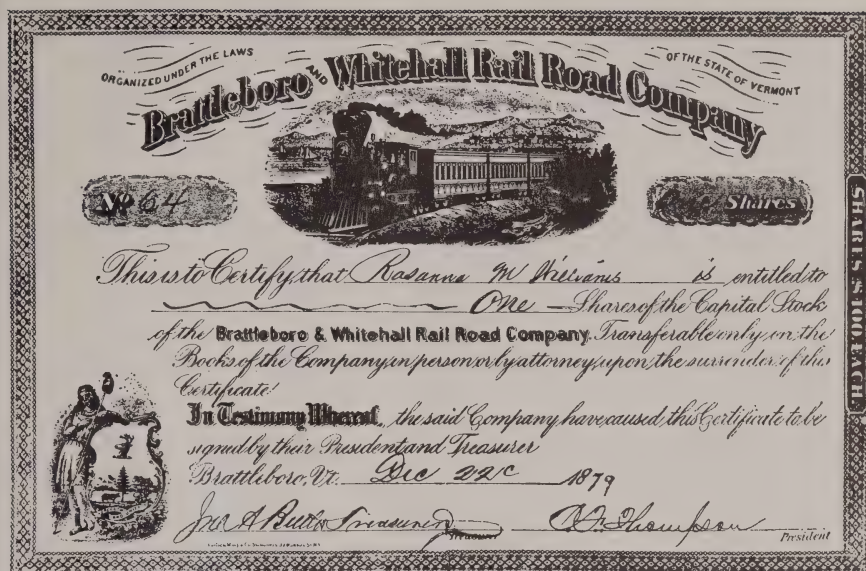 ORGANIZED UNDER THE LAWS
OF THE STATE OF VERMONT
Brattleboro AND Whitehall Rail Road Company
No 64
Shares
SHARES $100. EACH.
This is to Certify that Rosanna M Williams is entitled to
One Shares of the Capital Stock
of the Brattleboro & Whitehall Rail Road Company. Transferable only on the
Books of the Company in person or by attorney, upon the surrender of this
Certificate
In Testimony Whereof, the said Company have caused this Certificate to be
signed by their President and Treasurer
Brattleboro, Vt. Dec 22 1879
Treasurer
Thompson
Treasurer
President